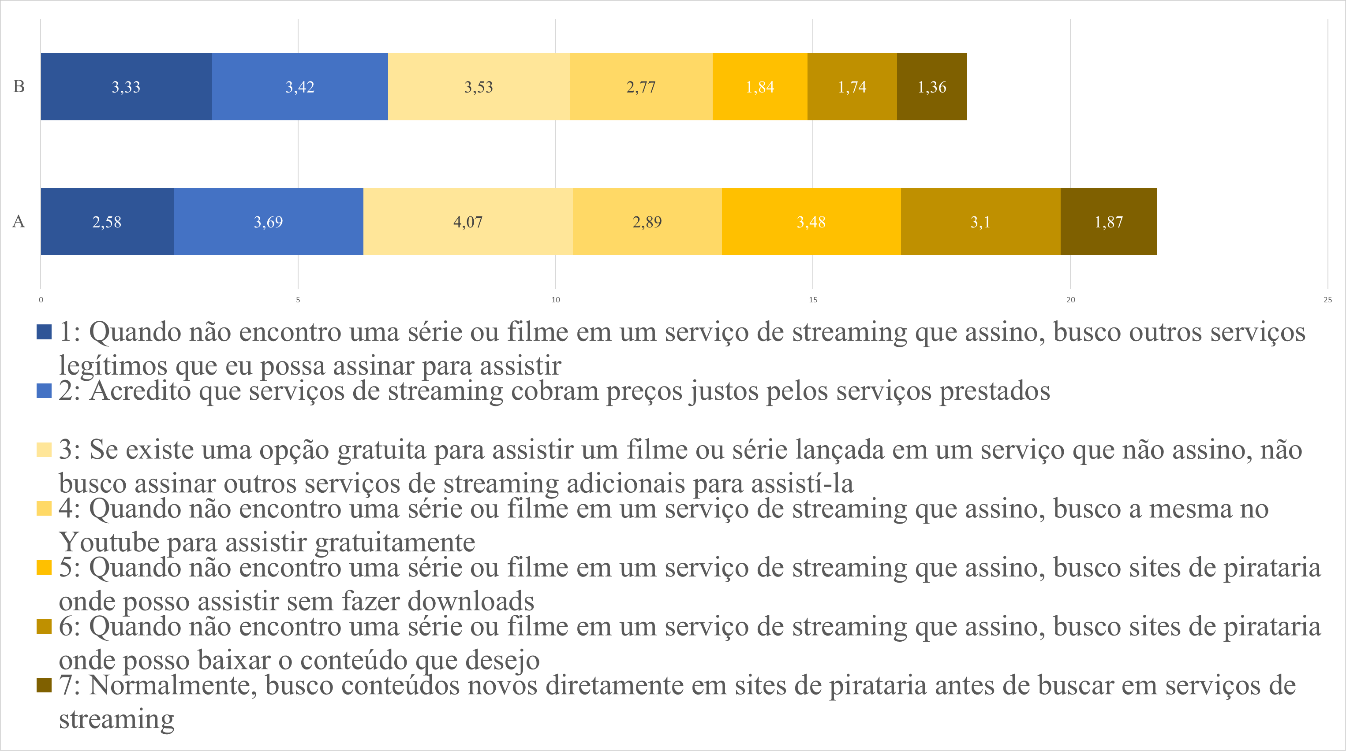 B
3,33 3,42 3,53 2,77 1,84 1,74 1,36
A
2,58 3,69 4,07 2,89 3,48 3,1 1,87
0 5 10 15 20 25
1: Quando não encontro uma série ou filme em um serviço de streaming que assino, busco outros serviços
legítimos que eu possa assinar para assistir
2: Acredito que serviços de streaming cobram preços justos pelos serviços prestados
3: Se existe uma opção gratuita para assistir um filme ou série lançada em um serviço que não assino, não
busco assinar outros serviços de streaming adicionais para assistí-la
4: Quando não encontro uma série ou filme em um serviço de streaming que assino, busco a mesma no
Youtube para assistir gratuitamente
5: Quando não encontro uma série ou filme em um serviço de streaming que assino, busco sites de pirataria
onde posso assistir sem fazer downloads
6: Quando não encontro uma série ou filme em um serviço de streaming que assino, busco sites de pirataria
onde posso baixar o conteúdo que desejo
7: Normalmente, busco conteúdos novos diretamente em sites de pirataria antes de buscar em serviços de
streaming